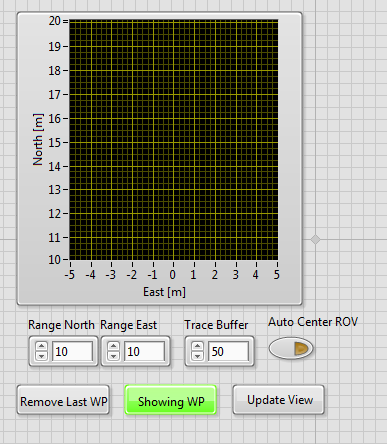 20
19
18
17
16
15
14
13
12
11
10
North [m]
-5 -4 -3 -2 -1 0 1 2 3 4 5
East [m]
Range North Range East Trace Buffer Auto Center ROV
10 10 50
Remove Last WP Showing WP Update View